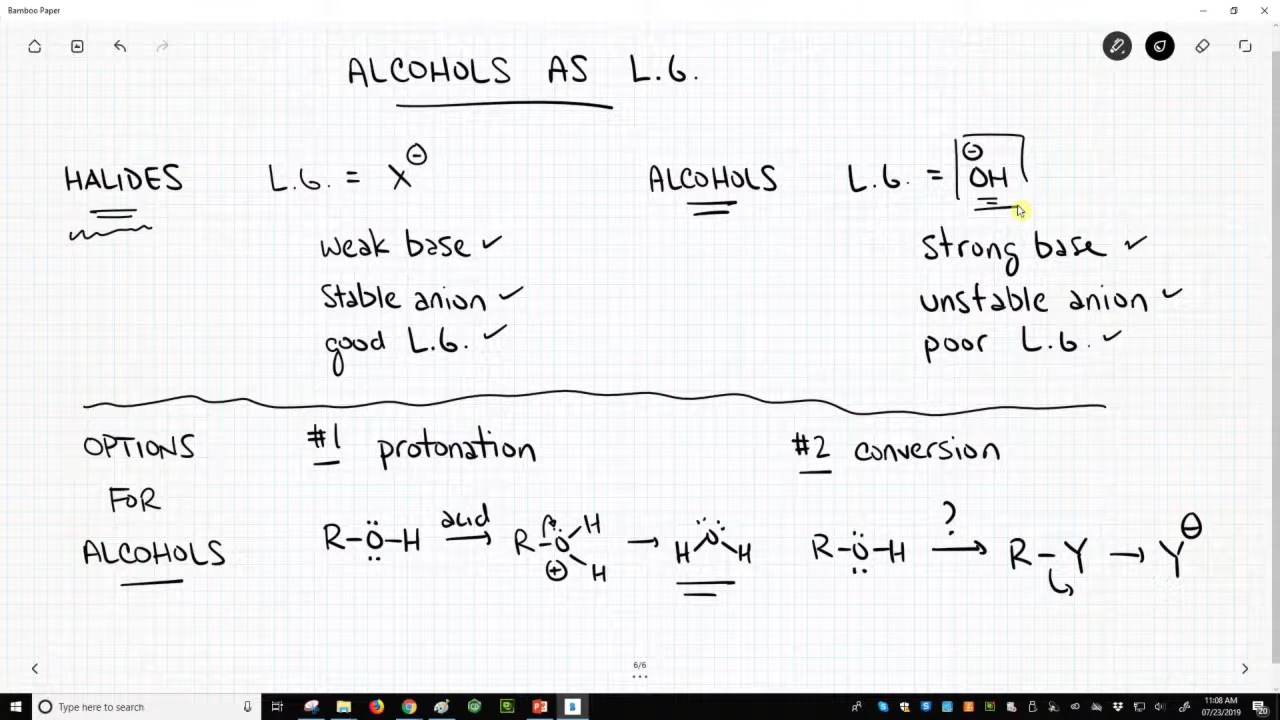 Bamboo Paper
ALCOHOLS AS L.G.
HALIDES L.G. = X⊖
weak base ✓
stable anion ✓
good L.G. ✓
ALCOHOLS L.G. = ⊖OH
strong base ✓
unstable anion ✓
poor L.G. ✓
OPTIONS
FOR
ALCOHOLS
#1 protonation
R-O-H acid → R-O⊕ H H → H O H
#2 conversion
R-O-H ? → R-Y → Y⊖
6/6
Type here to search
11:08 AM
07/23/2019
20